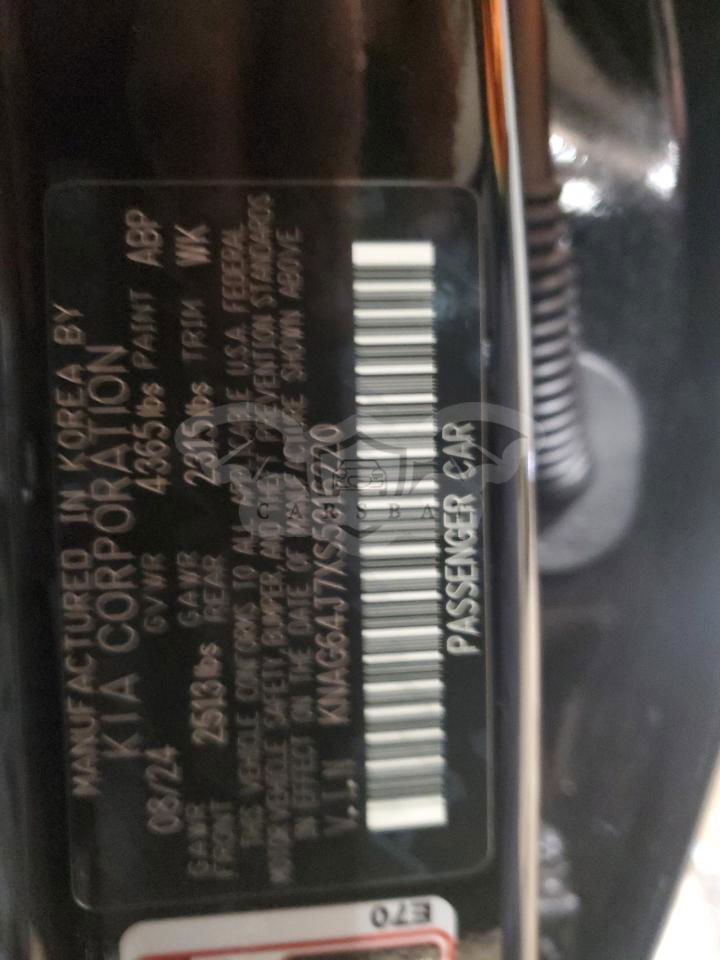 MANUFACTURED IN KOREA BY
KIA CORPORATION
08/24 GVWR 4365lbs PAINT ABP
GAWR FRONT 2513lbs GAWR REAR 2315lbs TRIM WK
THIS VEHICLE CONFORMS TO ALL APPLICABLE U.S.A. FEDERAL
MOTOR VEHICLE SAFETY, BUMPER, AND THEFT PREVENTION STANDARDS
IN EFFECT ON THE DATE OF MANUFACTURE SHOWN ABOVE
V.I.N
PASSENGER CAR
E70